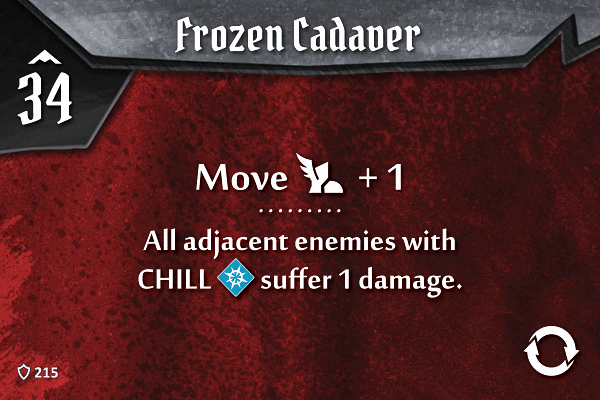 Frozen Cadaver
34
Move + 1
All adjacent enemies with
CHILL suffer 1 damage.
215